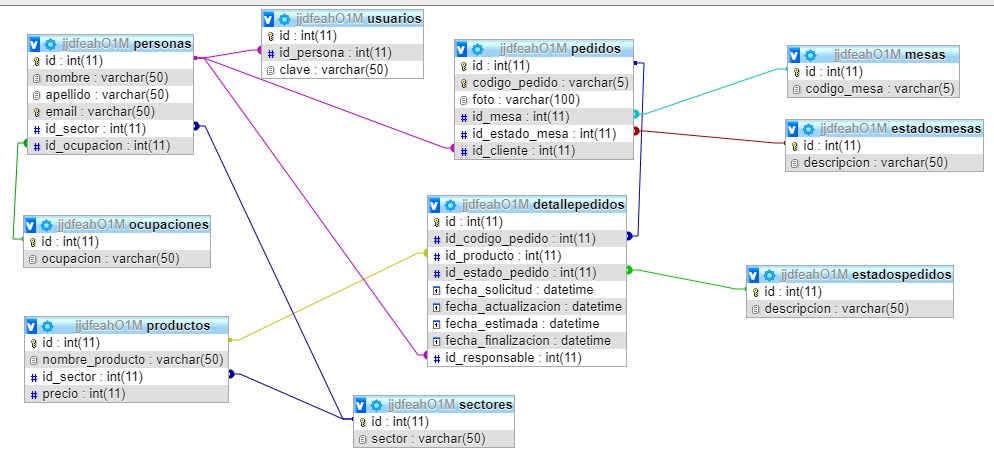 jjdfeahO1M personas
id : int(11)
nombre : varchar(50)
apellido : varchar(50)
email : varchar(50)
id_sector : int(11)
id_ocupacion : int(11)
jjdfeahO1M usuarios
id : int(11)
id_persona : int(11)
clave : varchar(50)
jjdfeahO1M pedidos
id : int(11)
codigo_pedido : varchar(5)
foto : varchar(100)
id_mesa : int(11)
id_estado_mesa : int(11)
id_cliente : int(11)
jjdfeahO1M mesas
id : int(11)
codigo_mesa : varchar(5)
jjdfeahO1M estadosmesas
id : int(11)
descripcion : varchar(50)
jjdfeahO1M ocupaciones
id : int(11)
ocupacion : varchar(50)
jjdfeahO1M detallepedidos
id : int(11)
id_codigo_pedido : int(11)
id_producto : int(11)
id_estado_pedido : int(11)
fecha_solicitud : datetime
fecha_actualizacion : datetime
fecha_estimada : datetime
fecha_finalizacion : datetime
id_responsable : int(11)
jjdfeahO1M estadospedidos
id : int(11)
descripcion : varchar(50)
jjdfeahO1M productos
id : int(11)
nombre_producto : varchar(50)
id_sector : int(11)
precio : int(11)
jjdfeahO1M sectores
id : int(11)
sector : varchar(50)